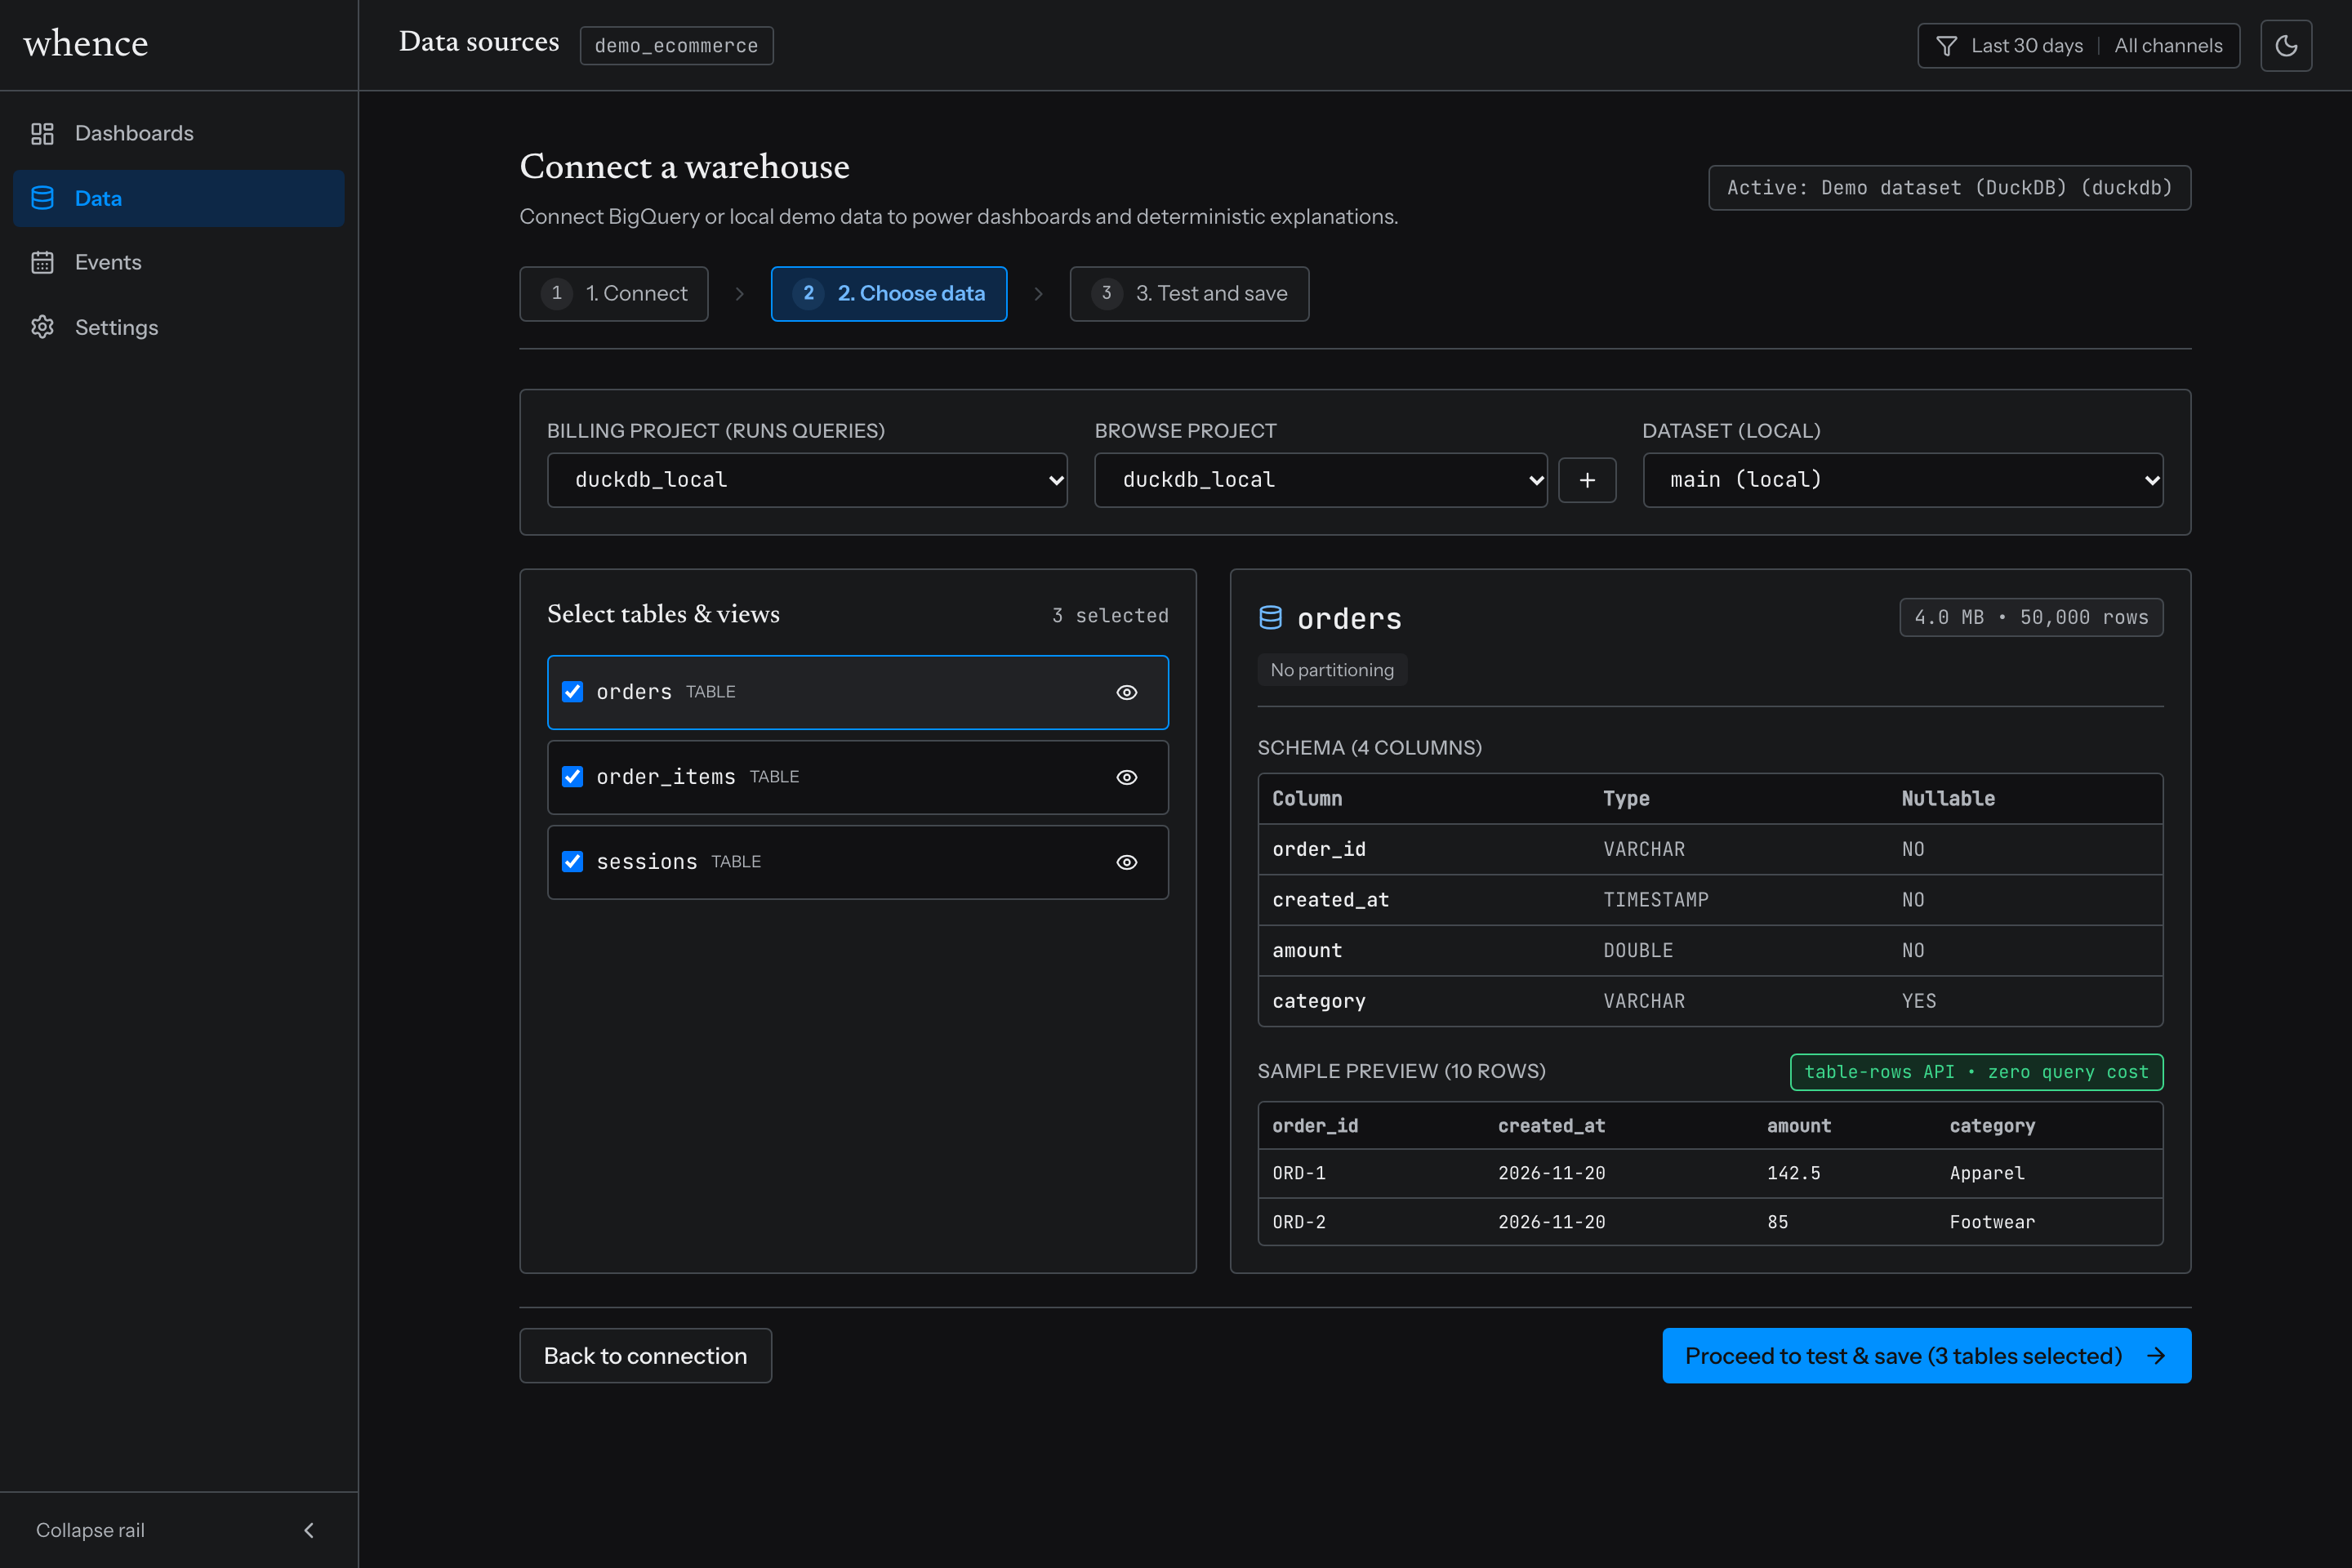 whence
Data sources
demo_ecommerce
Last 30 days
All channels
Dashboards
Data
Events
Settings
Connect a warehouse
Connect BigQuery or local demo data to power dashboards and deterministic explanations.
Active: Demo dataset (DuckDB) (duckdb)
1 1. Connect
2 2. Choose data
3 3. Test and save
BILLING PROJECT (RUNS QUERIES)
duckdb_local
BROWSE PROJECT
duckdb_local
+
DATASET (LOCAL)
main (local)
Select tables & views
3 selected
orders TABLE
order_items TABLE
sessions TABLE
orders
4.0 MB • 50,000 rows
No partitioning
SCHEMA (4 COLUMNS)
Column Type Nullable
order_id VARCHAR NO
created_at TIMESTAMP NO
amount DOUBLE NO
category VARCHAR YES
SAMPLE PREVIEW (10 ROWS)
table-rows API • zero query cost
order_id created_at amount category
ORD-1 2026-11-20 142.5 Apparel
ORD-2 2026-11-20 85 Footwear
Back to connection
Proceed to test & save (3 tables selected) →
Collapse rail